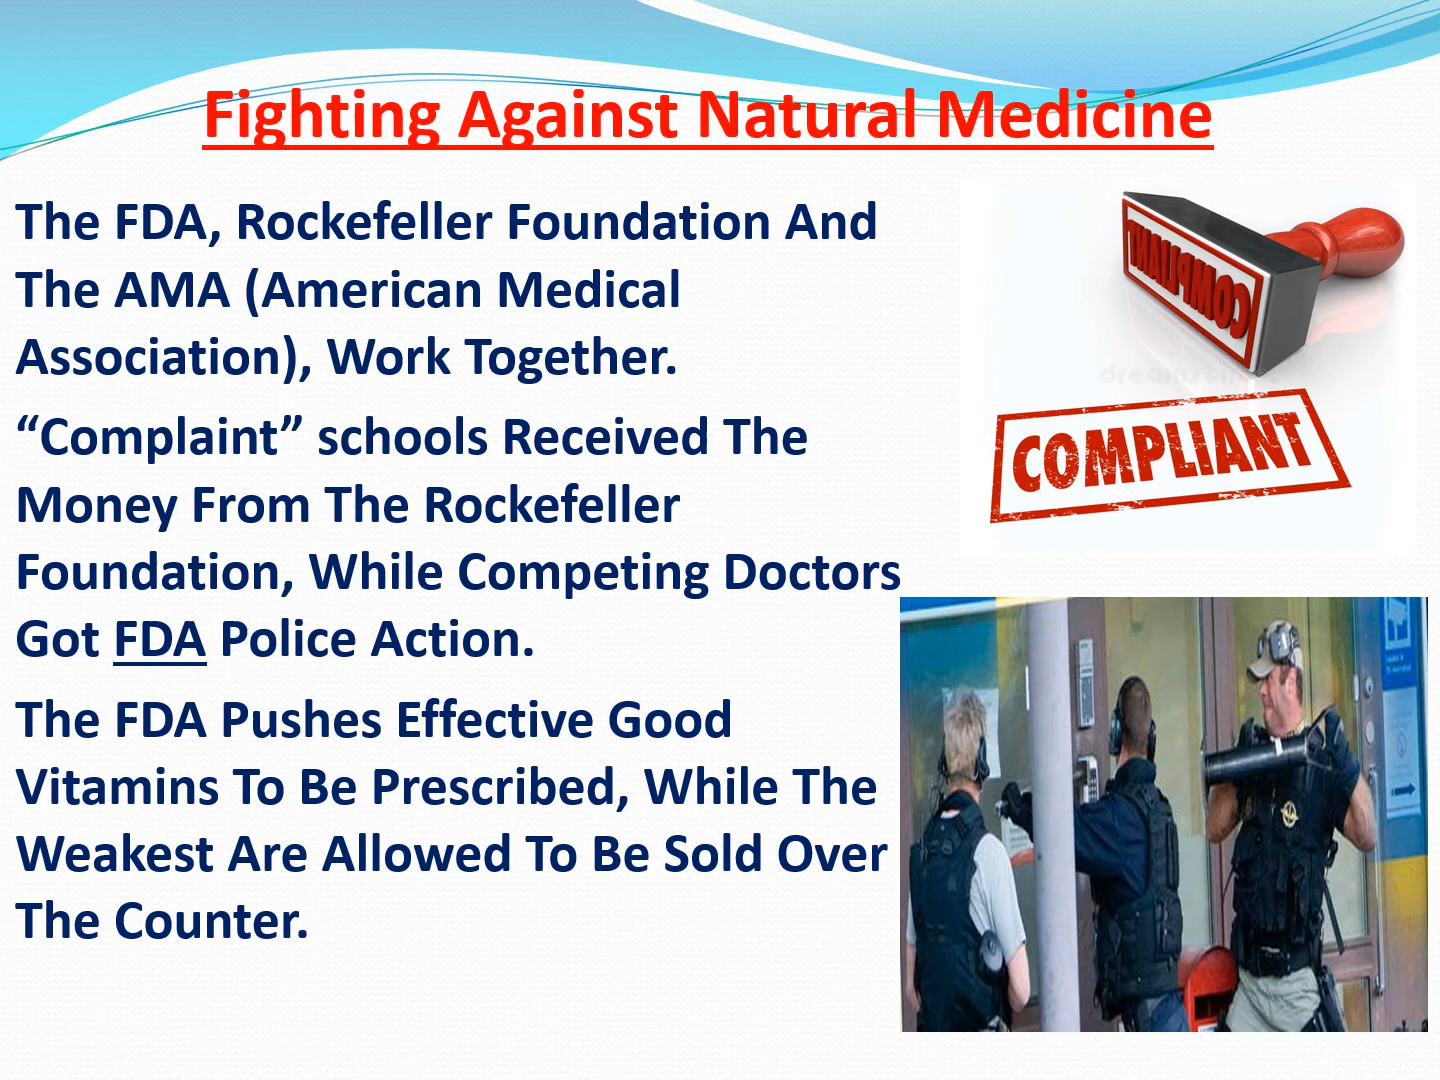 Fighting Against Natural Medicine
The FDA, Rockefeller Foundation And
The AMA (American Medical
Association), Work Together.
“Complaint” schools Received The
Money From The Rockefeller
Foundation, While Competing Doctors
Got FDA Police Action.
The FDA Pushes Effective Good
Vitamins To Be Prescribed, While The
Weakest Are Allowed To Be Sold Over
The Counter.
COMPLIANT
COMPLIANT